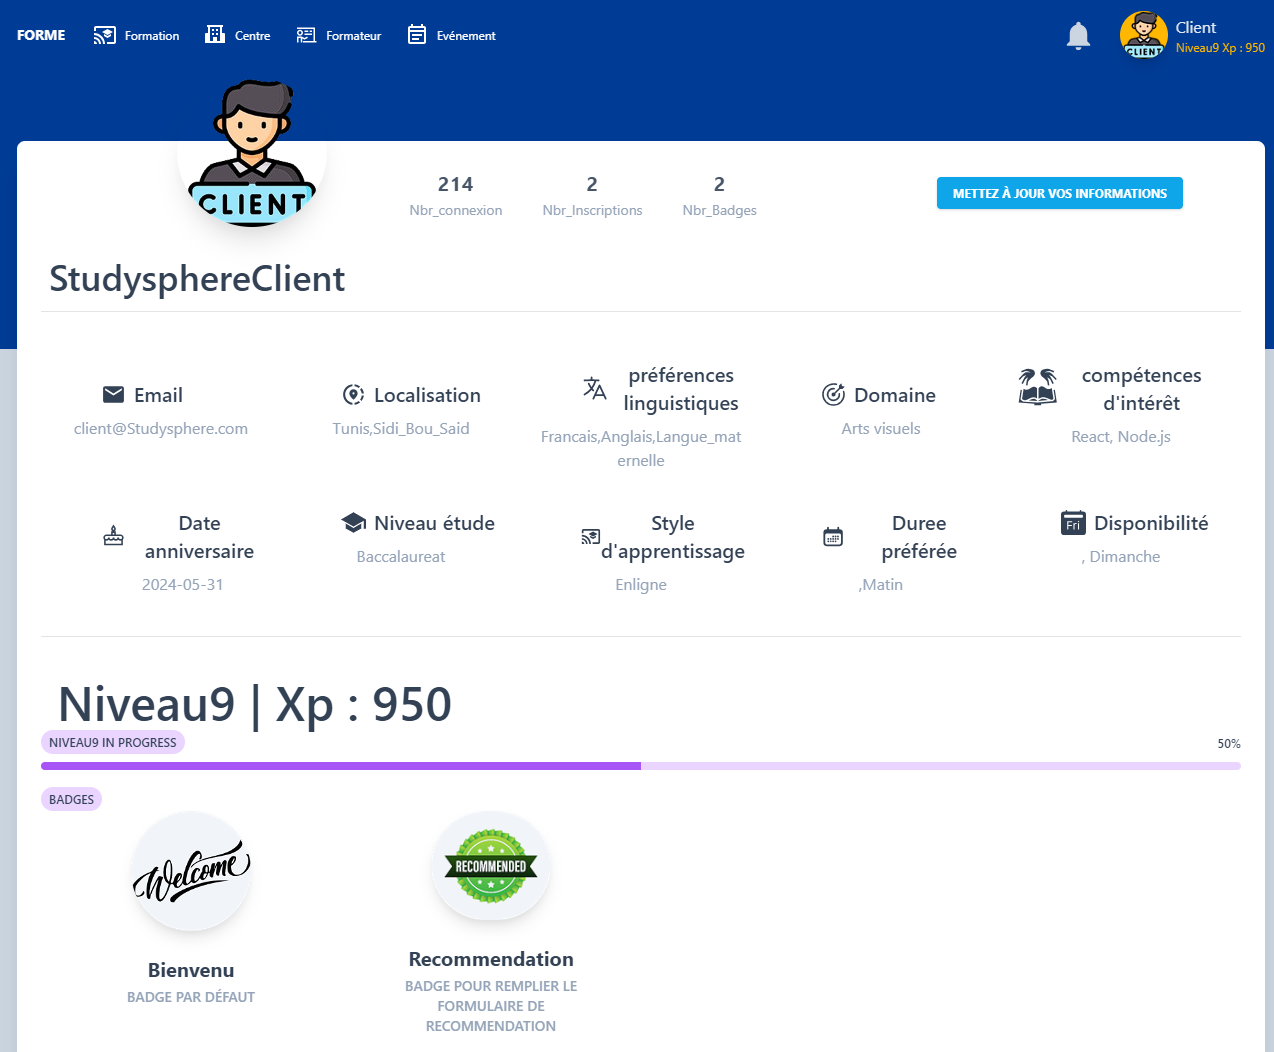 FORME
Formation
Centre
Formateur
Evénement
CLIENT
Client
Niveau9 Xp : 950
CLIENT
214
Nbr_connexion
2
Nbr_Inscriptions
2
Nbr_Badges
METTEZ À JOUR VOS INFORMATIONS
StudysphereClient
Email
client@Studysphere.com
Localisation
Tunis,Sidi_Bou_Said
préférences
linguistiques
Francais,Anglais,Langue_mat
ernelle
Domaine
Arts visuels
compétences
d'intérêt
React, Node.js
Date
anniversaire
2024-05-31
Niveau étude
Baccalaureat
Style
d'apprentissage
Enligne
Duree
préférée
,Matin
Fri
Disponibilité
, Dimanche
Niveau9 | Xp : 950
NIVEAU9 IN PROGRESS
50%
BADGES
Welcome
Bienvenu
BADGE PAR DÉFAUT
RECOMMENDED
Recommendation
BADGE POUR REMPLIER LE
FORMULAIRE DE
RECOMMENDATION